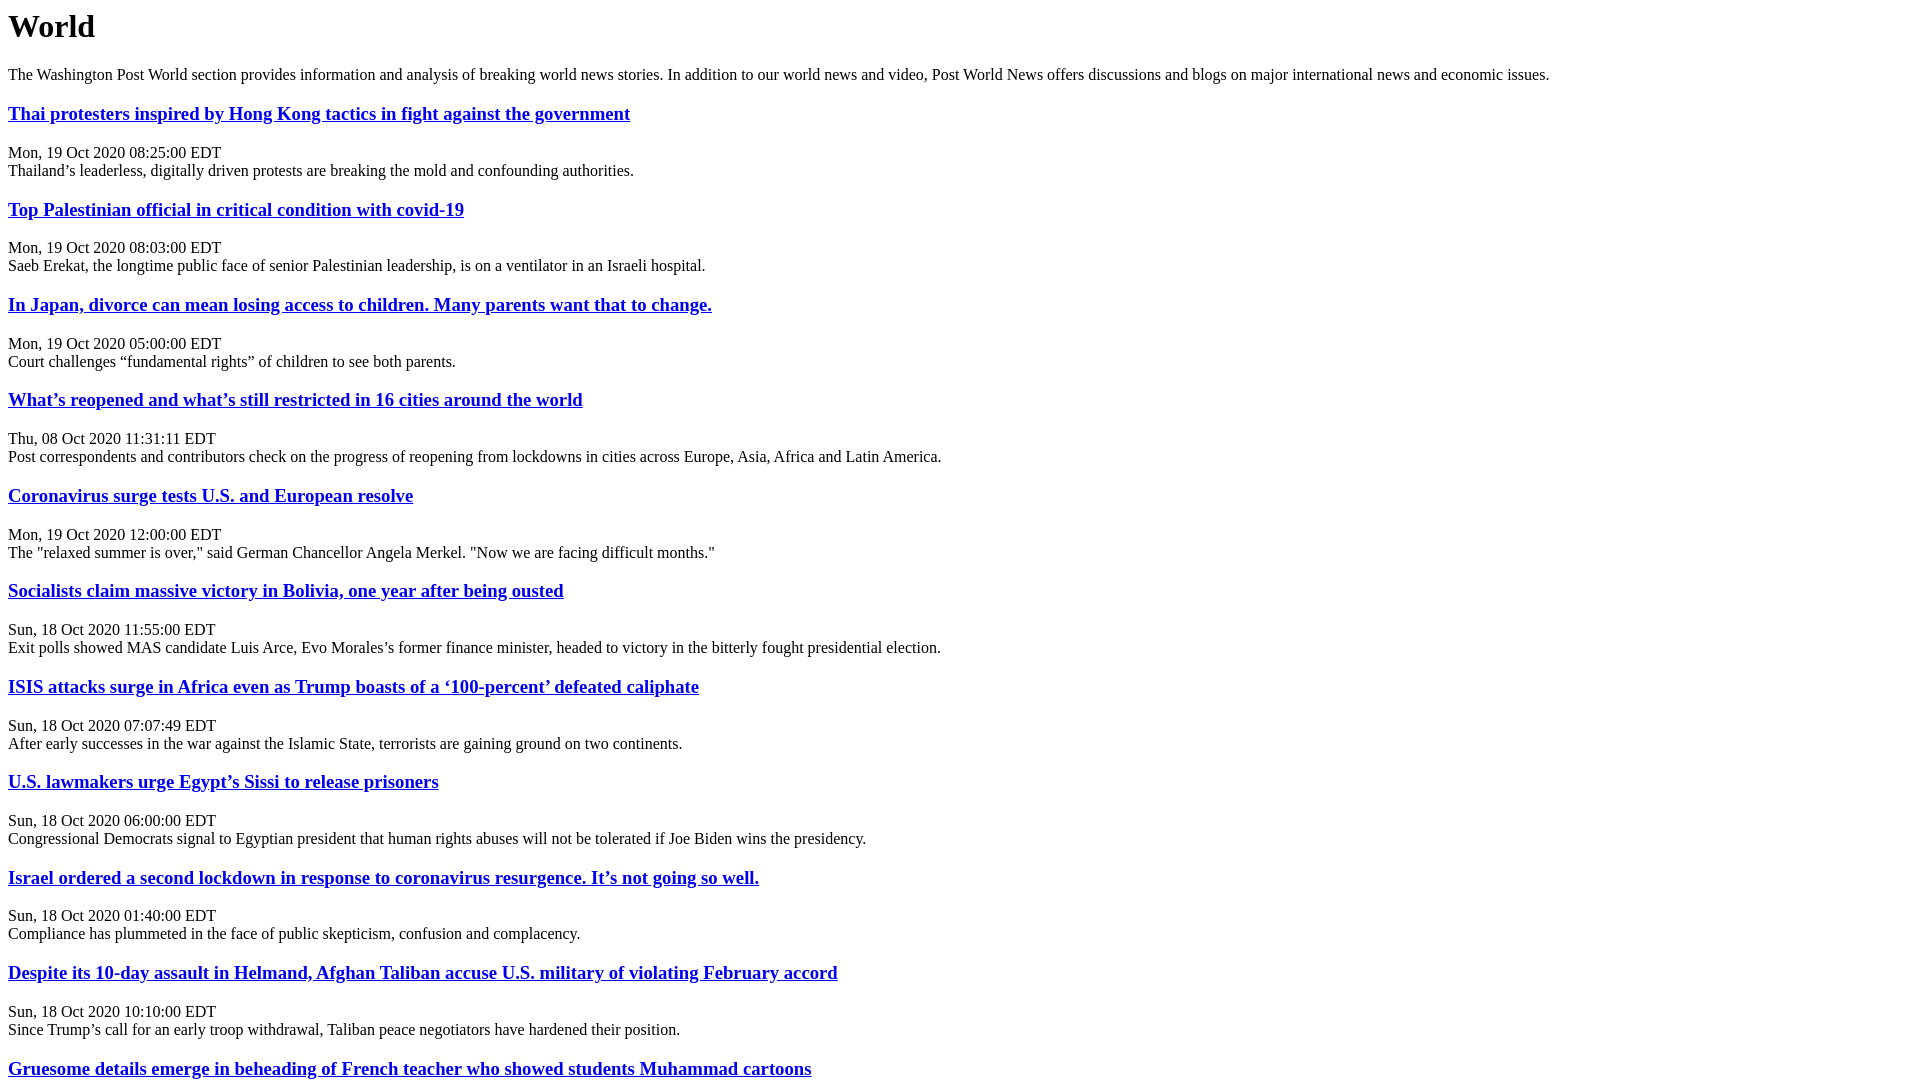 World
The Washington Post World section provides information and analysis of breaking world news stories. In addition to our world news and video, Post World News offers discussions and blogs on major international news and economic issues.
Thai protesters inspired by Hong Kong tactics in fight against the government
Mon, 19 Oct 2020 08:25:00 EDT
Thailand’s leaderless, digitally driven protests are breaking the mold and confounding authorities.
Top Palestinian official in critical condition with covid-19
Mon, 19 Oct 2020 08:03:00 EDT
Saeb Erekat, the longtime public face of senior Palestinian leadership, is on a ventilator in an Israeli hospital.
In Japan, divorce can mean losing access to children. Many parents want that to change.
Mon, 19 Oct 2020 05:00:00 EDT
Court challenges “fundamental rights” of children to see both parents.
What’s reopened and what’s still restricted in 16 cities around the world
Thu, 08 Oct 2020 11:31:11 EDT
Post correspondents and contributors check on the progress of reopening from lockdowns in cities across Europe, Asia, Africa and Latin America.
Coronavirus surge tests U.S. and European resolve
Mon, 19 Oct 2020 12:00:00 EDT
The "relaxed summer is over," said German Chancellor Angela Merkel. "Now we are facing difficult months."
Socialists claim massive victory in Bolivia, one year after being ousted
Sun, 18 Oct 2020 11:55:00 EDT
Exit polls showed MAS candidate Luis Arce, Evo Morales’s former finance minister, headed to victory in the bitterly fought presidential election.
ISIS attacks surge in Africa even as Trump boasts of a ‘100-percent’ defeated caliphate
Sun, 18 Oct 2020 07:07:49 EDT
After early successes in the war against the Islamic State, terrorists are gaining ground on two continents.
U.S. lawmakers urge Egypt’s Sissi to release prisoners
Sun, 18 Oct 2020 06:00:00 EDT
Congressional Democrats signal to Egyptian president that human rights abuses will not be tolerated if Joe Biden wins the presidency.
Israel ordered a second lockdown in response to coronavirus resurgence. It’s not going so well.
Sun, 18 Oct 2020 01:40:00 EDT
Compliance has plummeted in the face of public skepticism, confusion and complacency.
Despite its 10-day assault in Helmand, Afghan Taliban accuse U.S. military of violating February accord
Sun, 18 Oct 2020 10:10:00 EDT
Since Trump’s call for an early troop withdrawal, Taliban peace negotiators have hardened their position.
Gruesome details emerge in beheading of French teacher who showed students Muhammad cartoons